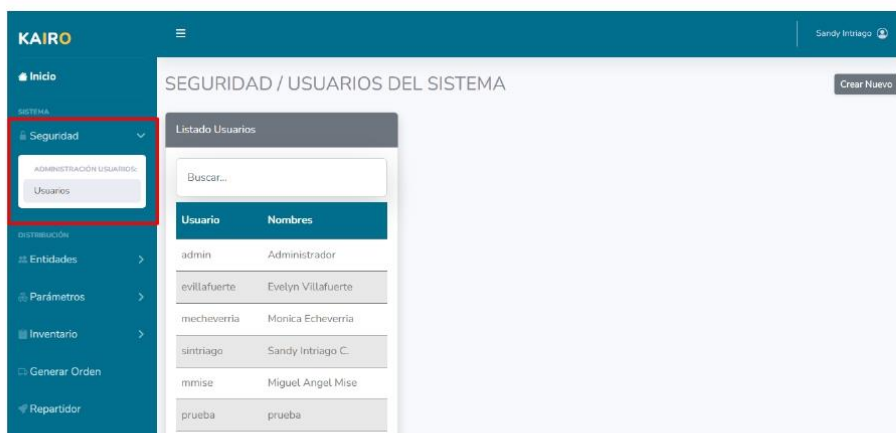 KAIRO
Sandy Intriago
Inicio
SEGURIDAD / USUARIOS DEL SISTEMA
Crear Nuevo
SISTEMA
Seguridad
ADMINISTRACIÓN USUARIOS:
Usuarios
Listado Usuarios
Buscar...
Usuario Nombres
admin Administrador
evillafuerte Evelyn Villafuerte
mecheverria Monica Echeverria
sintriago Sandy Intriago C.
mmise Miguel Angel Mise
prueba prueba
DISTRIBUCIÓN
Entidades
Parámetros
Inventario
Generar Orden
Repartidor